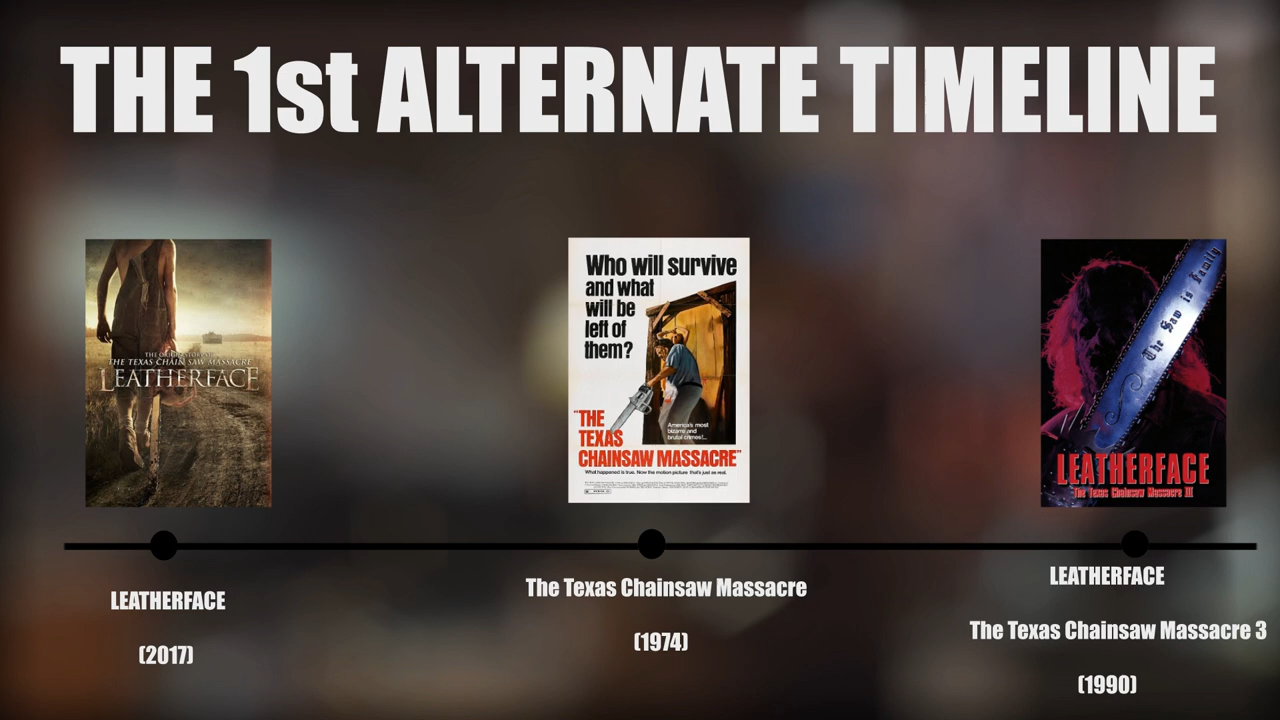 THE 1st ALTERNATE TIMELINE
THE ORIGIN STORY OF
THE TEXAS CHAIN SAW MASSACRE
LEATHERFACE
Who will survive
and what
will be
left of
them?
America's most
bizarre and
brutal crimes!...
"THE
TEXAS
CHAINSAW MASSACRE"
What happened is true. Now the motion picture that's just as real.
The Saw is Family
LEATHERFACE
The Texas Chainsaw Massacre III
LEATHERFACE
(2017)
The Texas Chainsaw Massacre
(1974)
LEATHERFACE
The Texas Chainsaw Massacre 3
(1990)